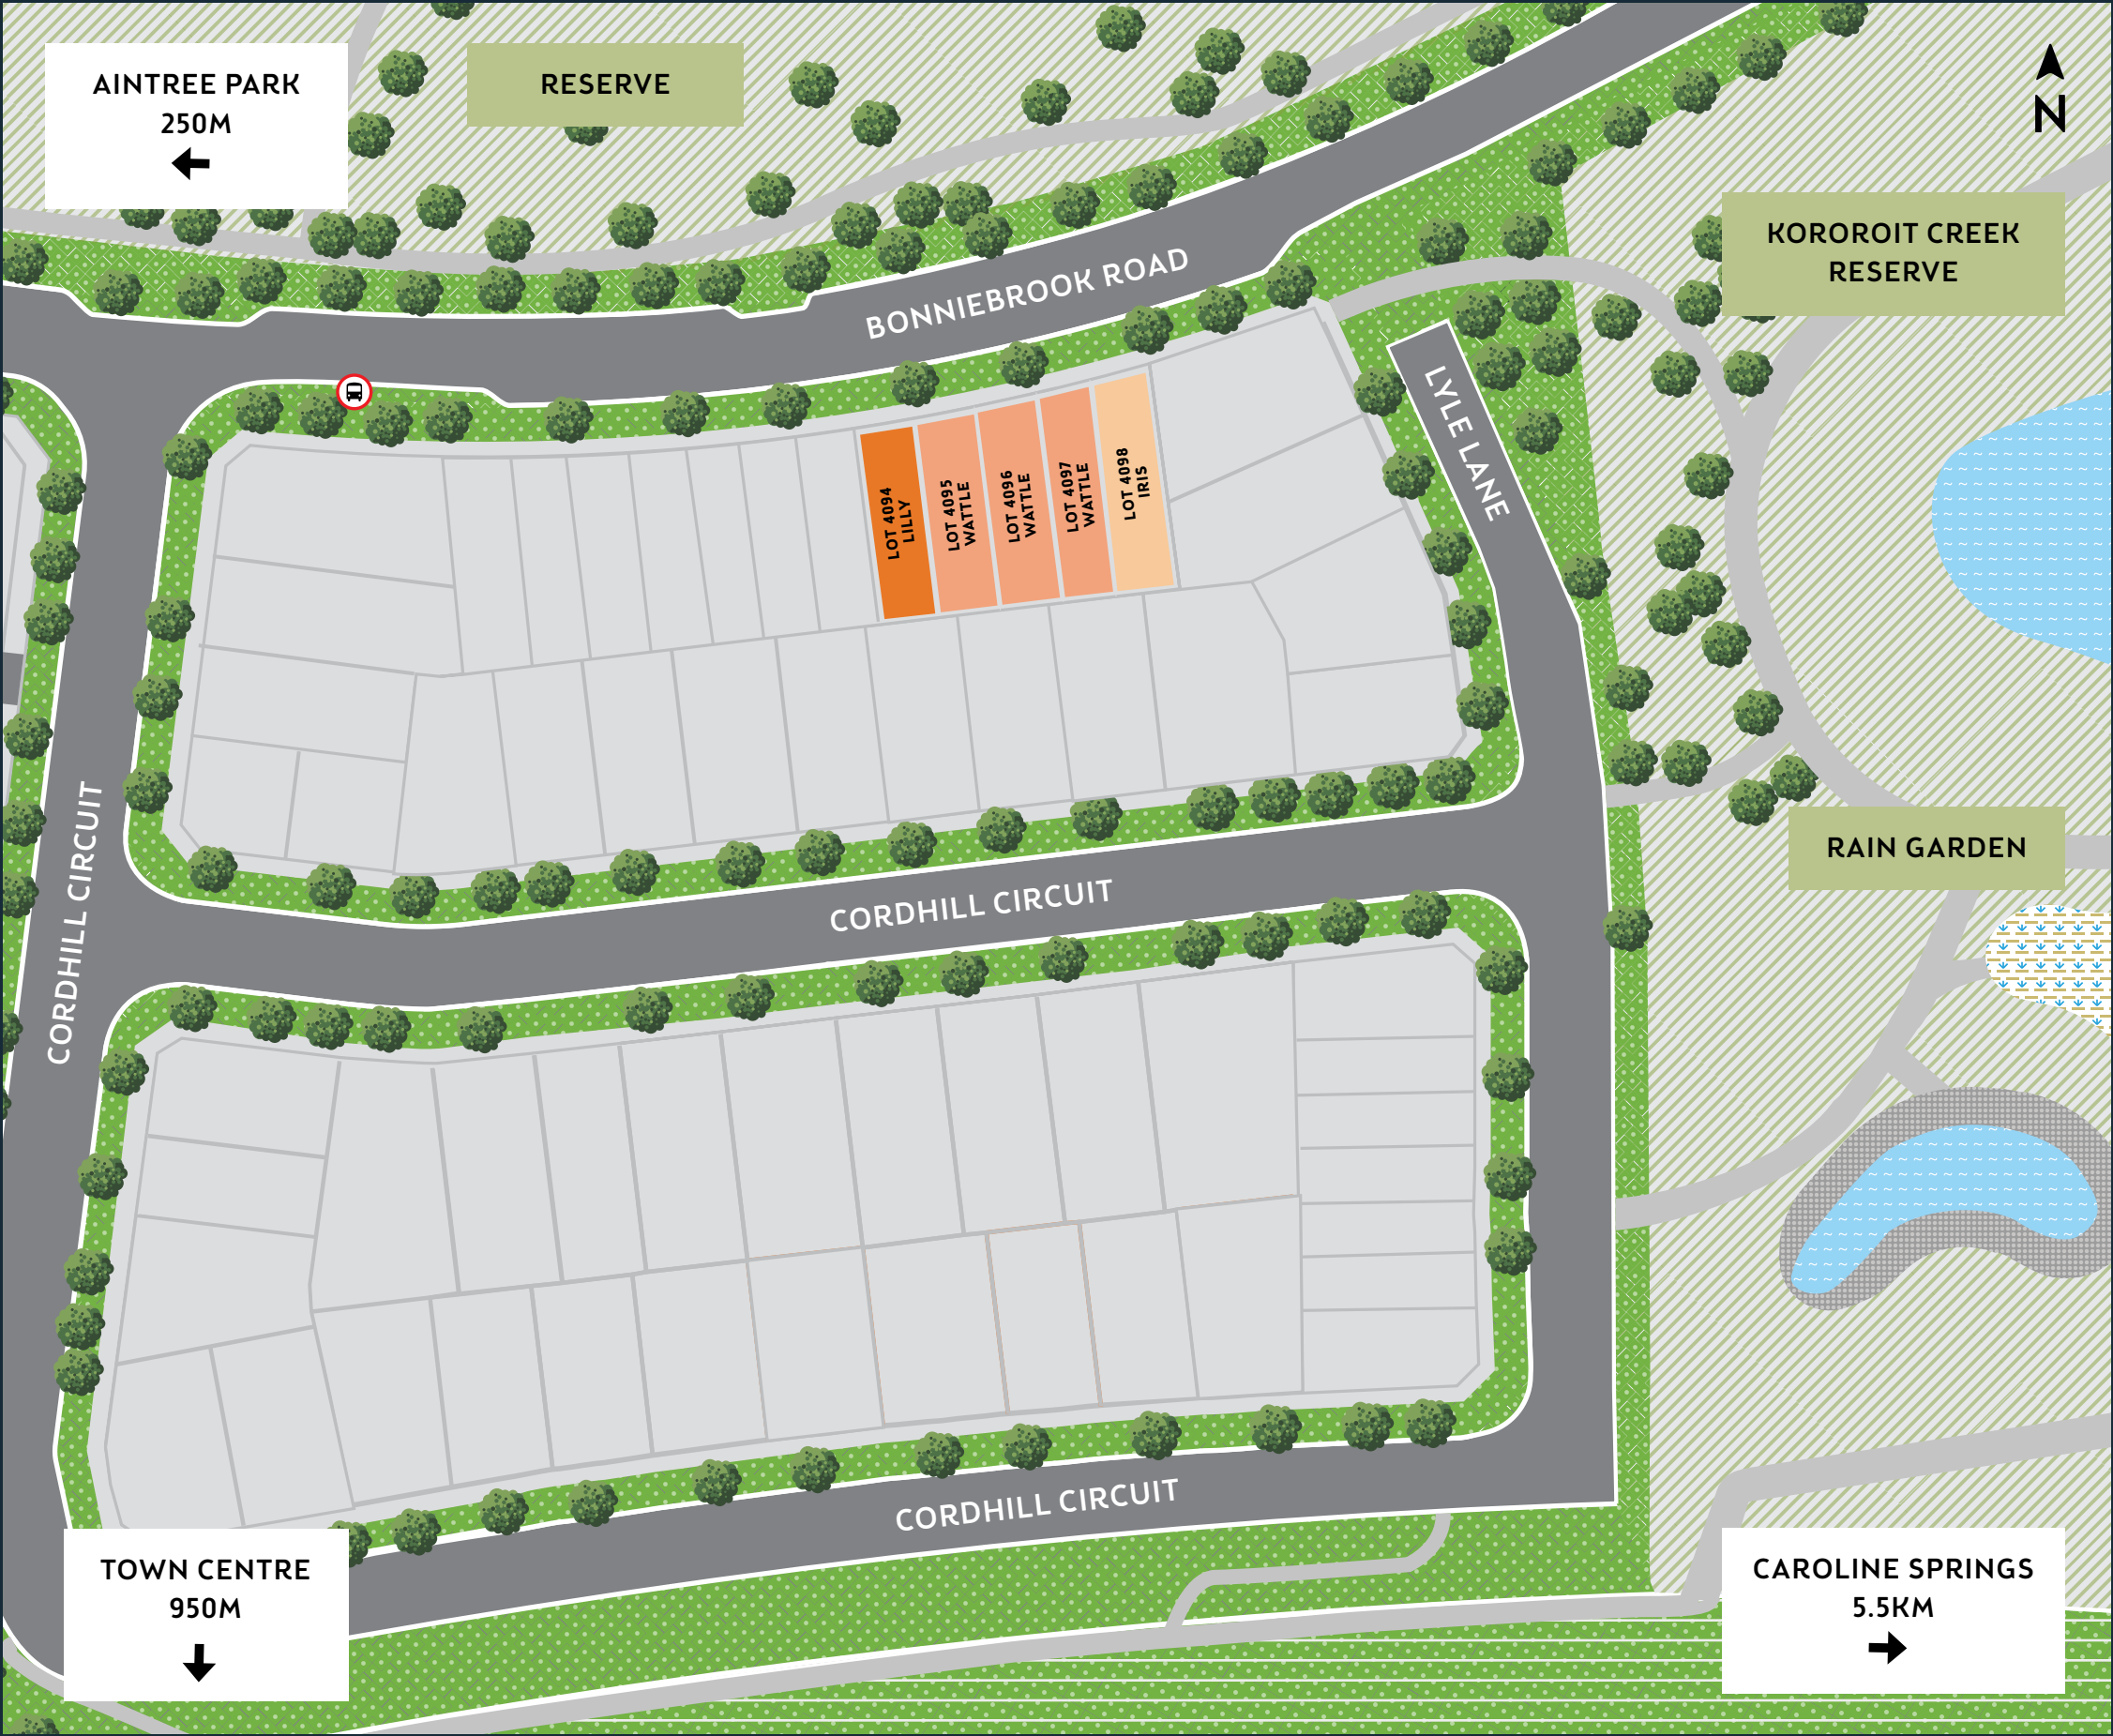 AINTREE PARK
250M
RESERVE
N
KOROROIT CREEK
RESERVE
BONNIEBROOK ROAD
LYLE LANE
LOT 4094
LILLY
LOT 4095
WATTLE
LOT 4096
WATTLE
LOT 4097
WATTLE
LOT 4098
IRIS
CORDHILL CIRCUIT
CORDHILL CIRCUIT
RAIN GARDEN
CORDHILL CIRCUIT
TOWN CENTRE
950M
CAROLINE SPRINGS
5.5KM